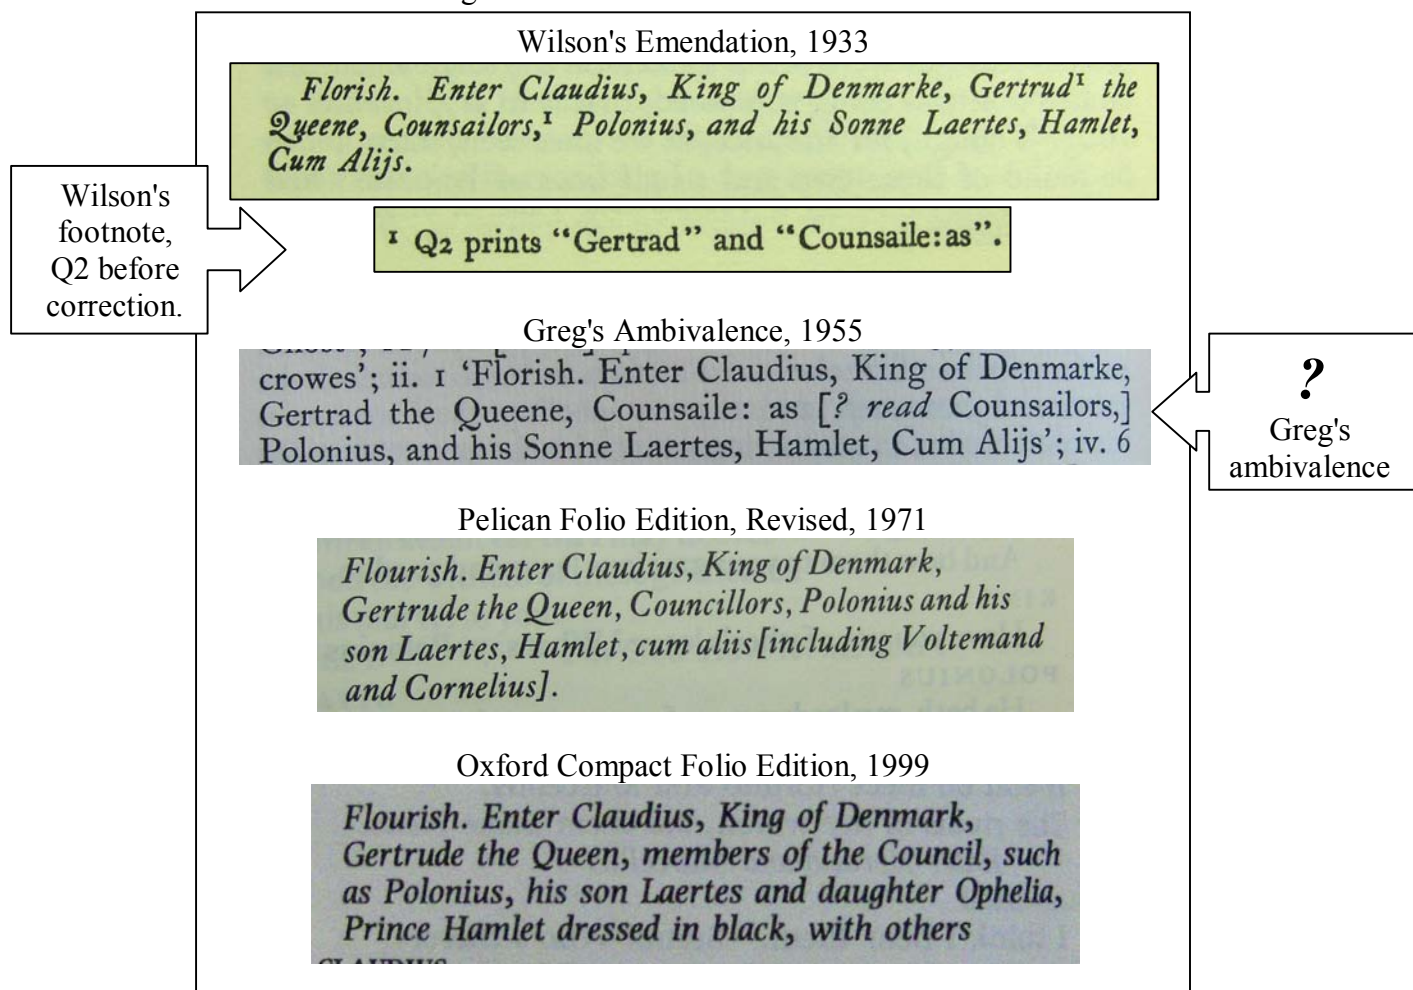 Wilson's Emendation, 1933
Florish. Enter Claudius, King of Denmarke, Gertrud¹ the
Queene, Counsailors,¹ Polonius, and his Sonne Laertes, Hamlet,
Cum Alijs.
Wilson's
footnote,
Q2 before
correction.
¹ Q2 prints “Gertrad” and “Counsaile: as”.
Greg's Ambivalence, 1955
crowes’; ii. 1 ‘Florish. Enter Claudius, King of Denmarke,
Gertrad the Queene, Counsaile: as [? read Counsailors,]
Polonius, and his Sonne Laertes, Hamlet, Cum Alijs’; iv. 6
?
Greg's
ambivalence
Pelican Folio Edition, Revised, 1971
Flourish. Enter Claudius, King of Denmark,
Gertrude the Queen, Councillors, Polonius and his
son Laertes, Hamlet, cum aliis [including Voltemand
and Cornelius].
Oxford Compact Folio Edition, 1999
Flourish. Enter Claudius, King of Denmark,
Gertrude the Queen, members of the Council, such
as Polonius, his son Laertes and daughter Ophelia,
Prince Hamlet dressed in black, with others